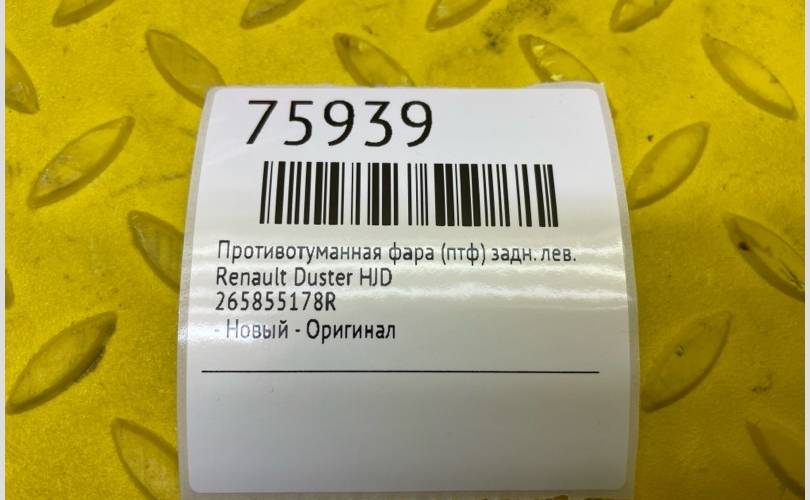 75939
Противотуманная фара (птф) задн. лев.
Renault Duster HJD
265855178R
- Новый - Оригинал